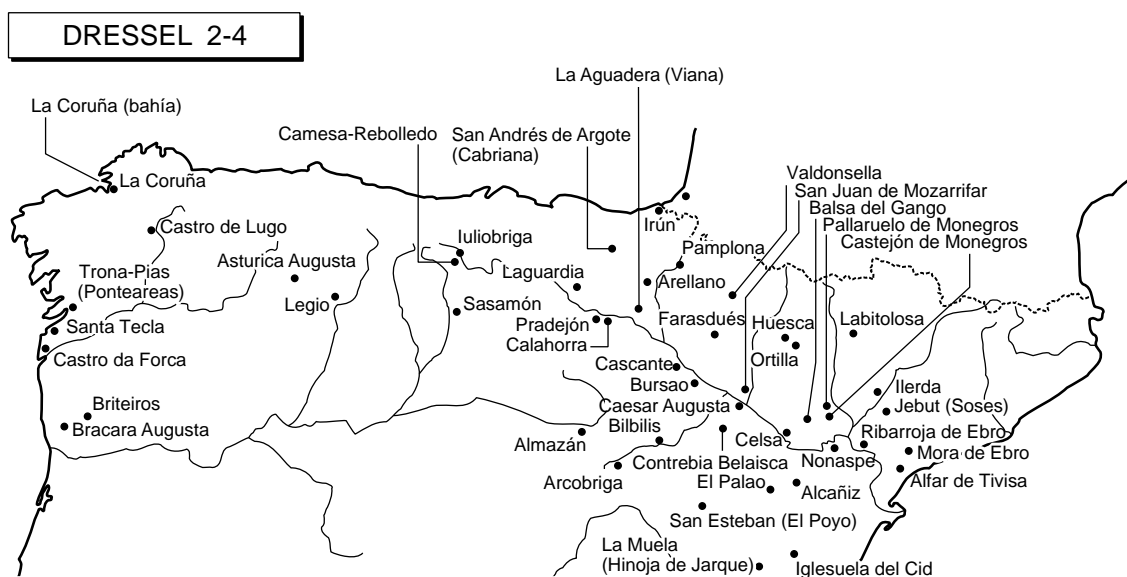 DRESSEL 2-4
La Aguadera (Viana)
La Coruña (bahía)
Camesa-Rebolledo
San Andrés de Argote
(Cabriana)
Valdonsella
San Juan de Mozarrifar
Balsa del Gango
Pallaruelo de Monegros
Castejón de Monegros
La Coruña
Castro de Lugo
Irún
Iuliobriga
Pamplona
Asturica Augusta
Laguardia
Arellano
Trona-Pias
(Ponteareas)
Legio
Sasamón
Santa Tecla
Pradejón
Calahorra
Farasdués
Huesca
Labitolosa
Castro da Forca
Ortilla
Cascante
Bursao
Ilerda
Jebut (Soses)
Briteiros
Bracara Augusta
Caesar Augusta
Bilbilis
Almazán
Celsa
Ribarroja de Ebro
Contrebia Belaisca
Nonaspe
Mora de Ebro
Arcobriga
El Palao
Alcañiz
Alfar de Tivisa
San Esteban (El Poyo)
La Muela
(Hinoja de Jarque)
Iglesuela del Cid